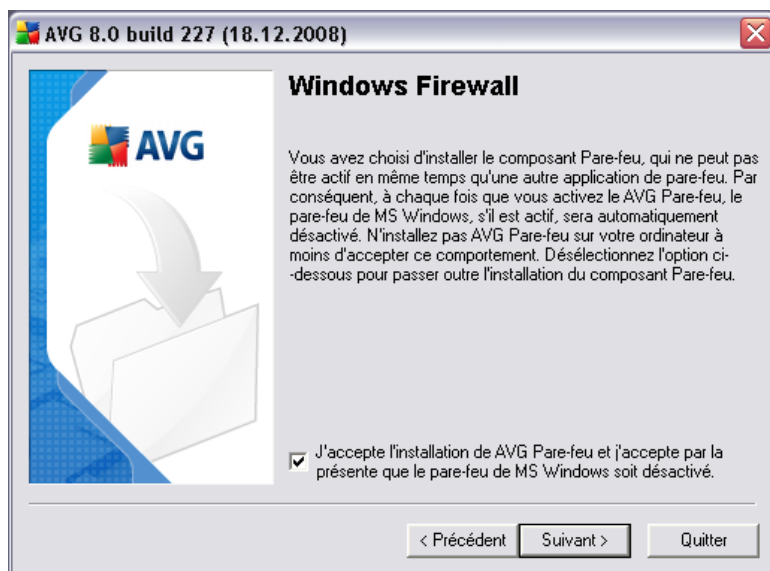 AVG 8.0 build 227 (18.12.2008)
Windows Firewall
AVG
Vous avez choisi d'installer le composant Pare-feu, qui ne peut pas
être actif en même temps qu'une autre application de pare-feu. Par
conséquent, à chaque fois que vous activez le AVG Pare-feu, le
pare-feu de MS Windows, s'il est actif, sera automatiquement
désactivé. N'installez pas AVG Pare-feu sur votre ordinateur à
moins d'accepter ce comportement. Désélectionnez l'option ci-
-dessous pour passer outre l'installation du composant Pare-feu.
J'accepte l'installation de AVG Pare-feu et j'accepte par la
présente que le pare-feu de MS Windows soit désactivé.
< Précédent
Suivant >
Quitter